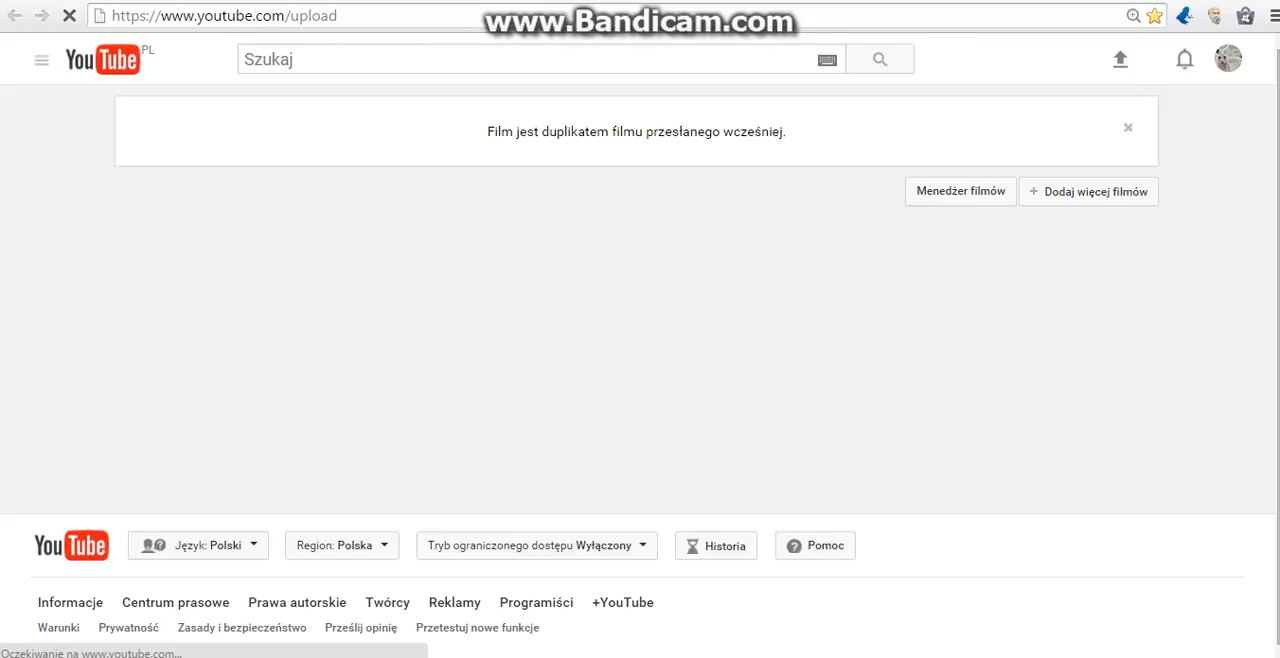 https://www.youtube.com/upload
www.Bandicam.com
YouTube PL
Szukaj
Film jest duplikatem filmu przesłanego wcześniej.
Menedżer filmów
+ Dodaj więcej filmów
YouTube
Język: Polski
Region: Polska
Tryb ograniczonego dostępu Wyłączony
Historia
Pomoc
Informacje Centrum prasowe Prawa autorskie Twórcy Reklamy Programiści +YouTube
Warunki Prywatność Zasady i bezpieczeństwo Prześlij opinię Przetestuj nowe funkcje
Oczekiwanie na www.youtube.com...